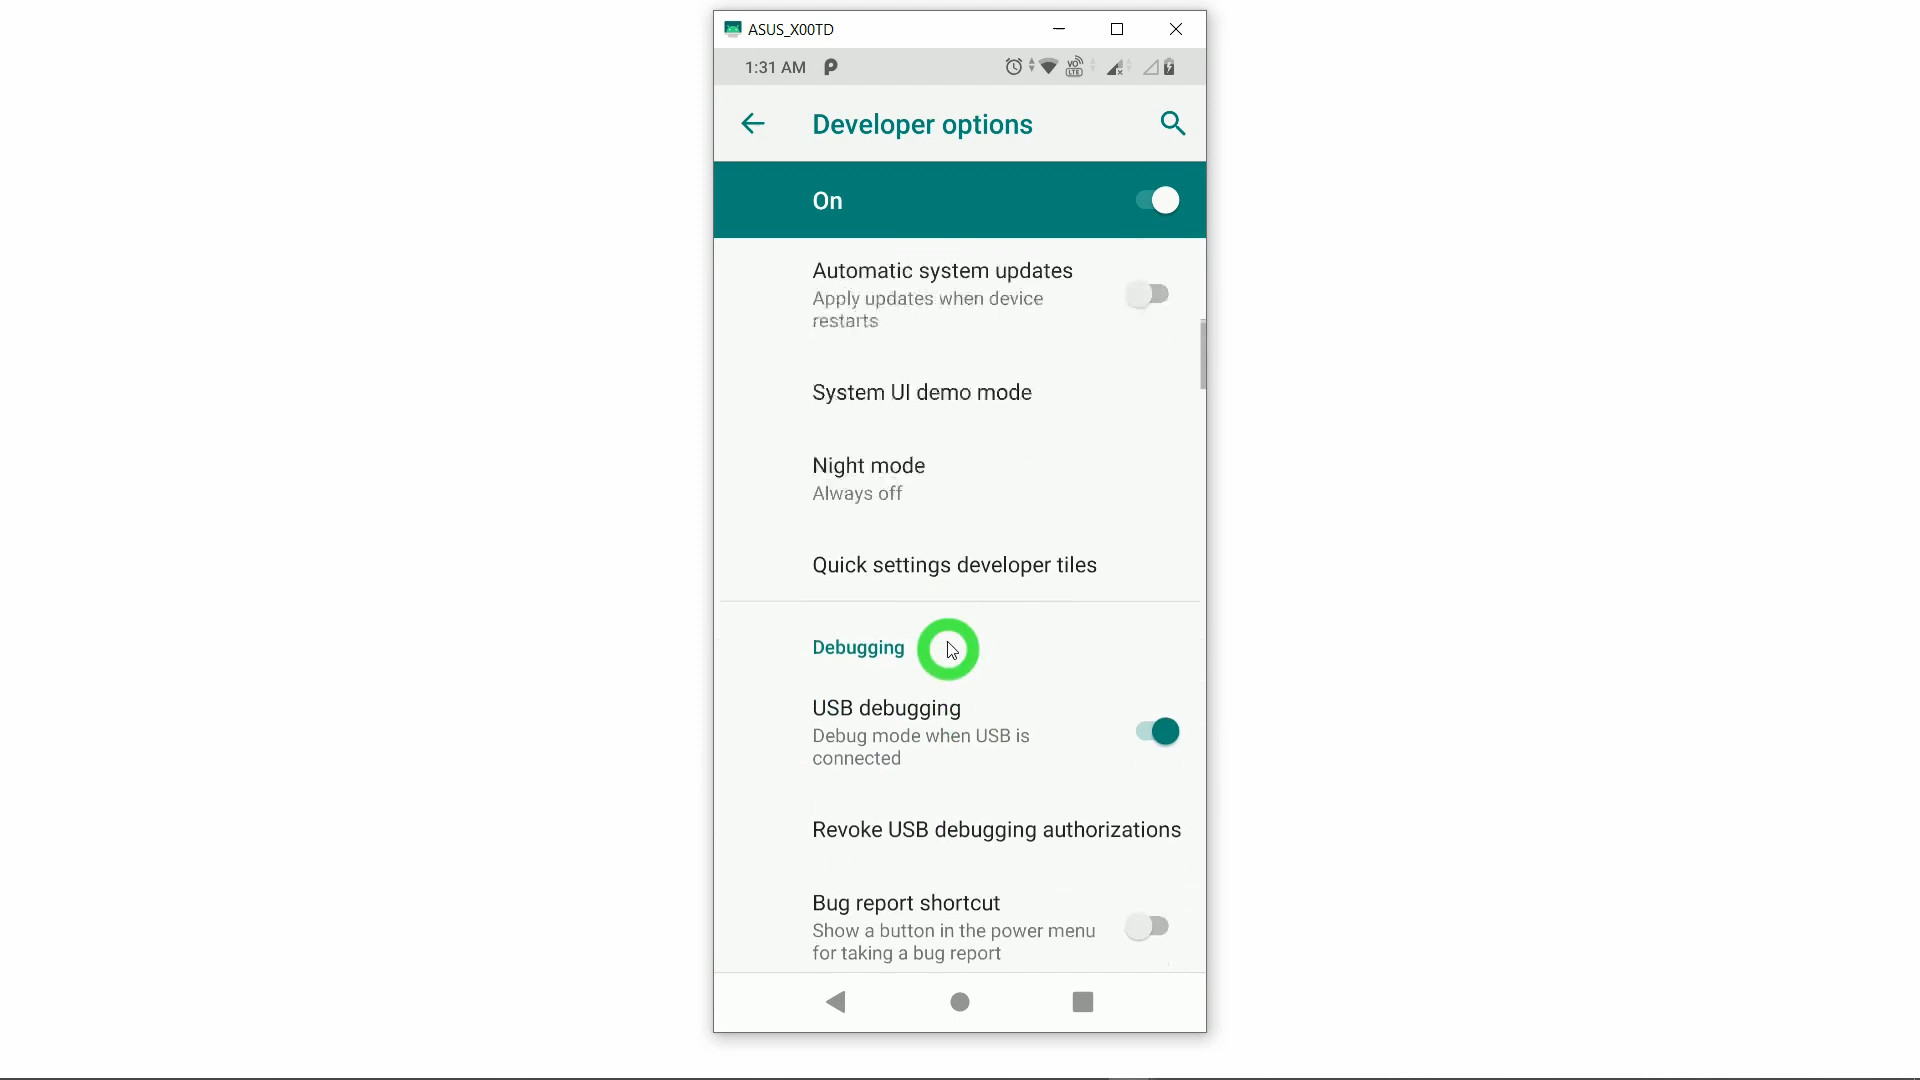 ASUS_X00TD
1:31 AM
VO
LTE
Developer options
On
Automatic system updates
Apply updates when device
restarts
System UI demo mode
Night mode
Always off
Quick settings developer tiles
Debugging
USB debugging
Debug mode when USB is
connected
Revoke USB debugging authorizations
Bug report shortcut
Show a button in the power menu
for taking a bug report